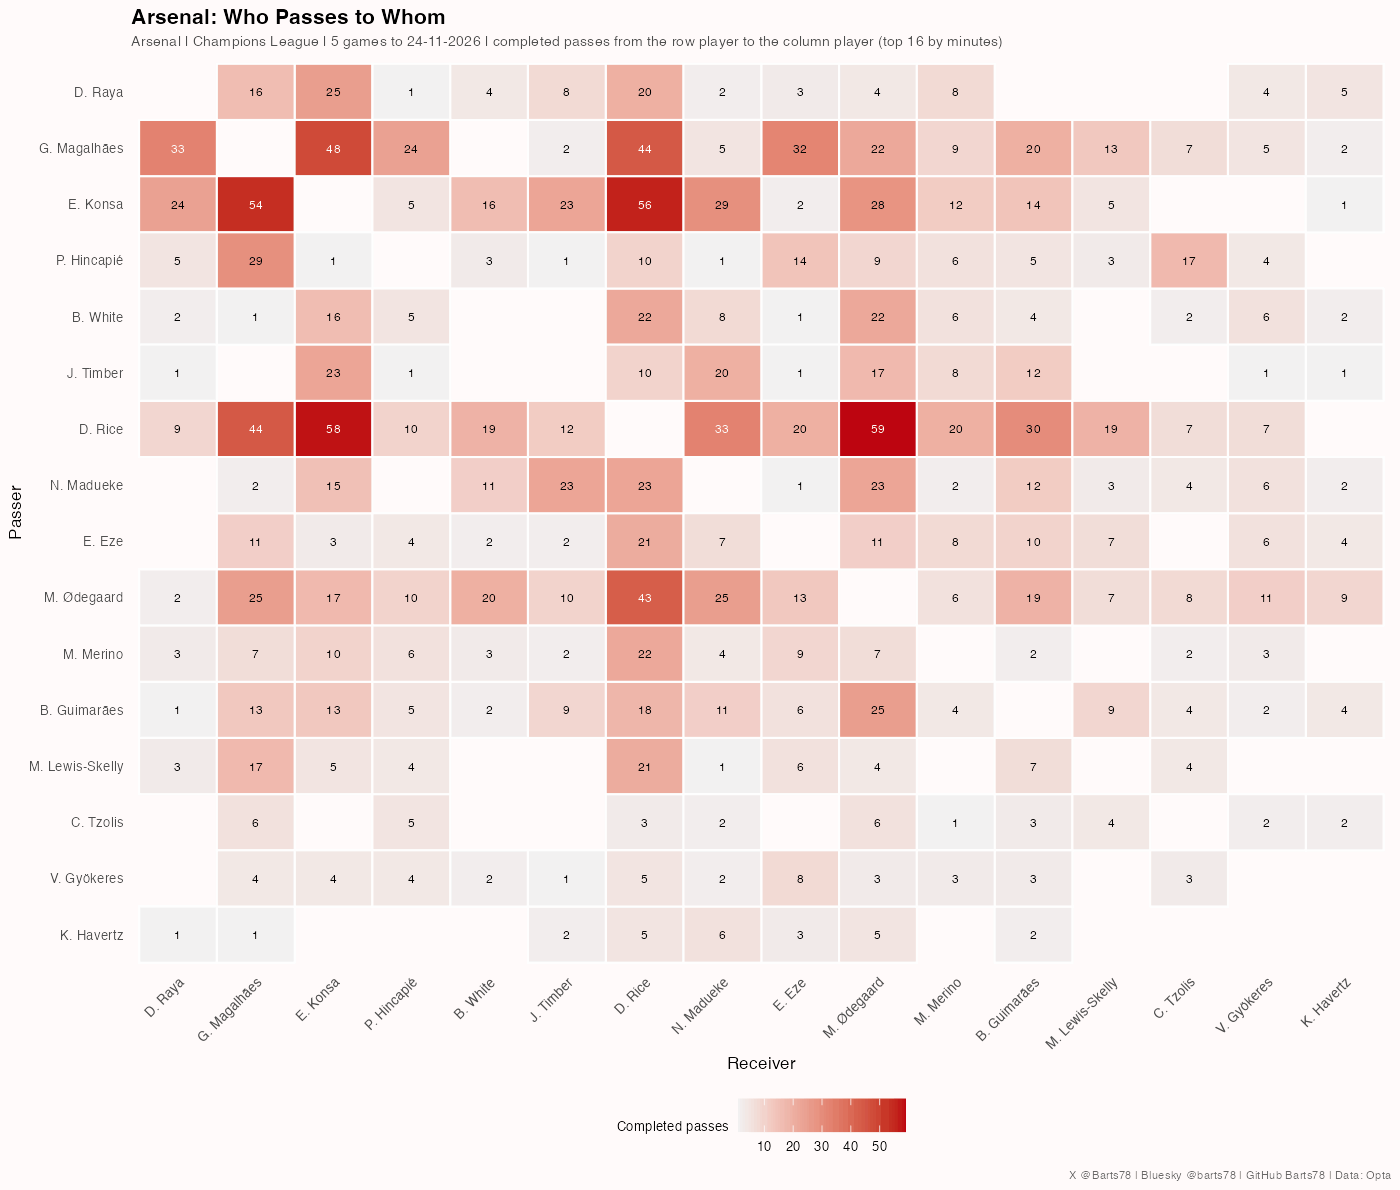 Arsenal: Who Passes to Whom
Arsenal | Champions League | 5 games to 24-11-2026 | completed passes from the row player to the column player (top 16 by minutes)
D. Raya 16 25 1 4 8 20 2 3 4 8 4 5
G. Magalhães 33 48 24 2 44 5 32 22 9 20 13 7 5 2
E. Konsa 24 54 5 16 23 56 29 2 28 12 14 5 1
P. Hincapié 5 29 1 3 1 10 1 14 9 6 5 3 17 4
B. White 2 1 16 5 22 8 1 22 6 4 2 6 2
J. Timber 1 23 1 10 20 1 17 8 12 1 1
D. Rice 9 44 58 10 19 12 33 20 59 20 30 19 7 7
N. Madueke 2 15 11 23 23 1 23 2 12 3 4 6 2
E. Eze 11 3 4 2 2 21 7 11 8 10 7 6 4
M. Ødegaard 2 25 17 10 20 10 43 25 13 6 19 7 8 11 9
M. Merino 3 7 10 6 3 2 22 4 9 7 2 2 3
B. Guimarães 1 13 13 5 2 9 18 11 6 25 4 9 4 2 4
M. Lewis-Skelly 3 17 5 4 21 1 6 4 7 4
C. Tzolis 6 5 3 2 6 1 3 4 2 2
V. Gyökeres 4 4 4 2 1 5 2 8 3 3 3 3
K. Havertz 1 1 2 5 6 3 5 2
Passer
D. Raya G. Magalhães E. Konsa P. Hincapié B. White J. Timber D. Rice N. Madueke E. Eze M. Ødegaard M. Merino B. Guimarães M. Lewis-Skelly C. Tzolis V. Gyökeres K. Havertz
Receiver
Completed passes
10 20 30 40 50
X @Barts78 | Bluesky @barts78 | GitHub Barts78 | Data: Opta